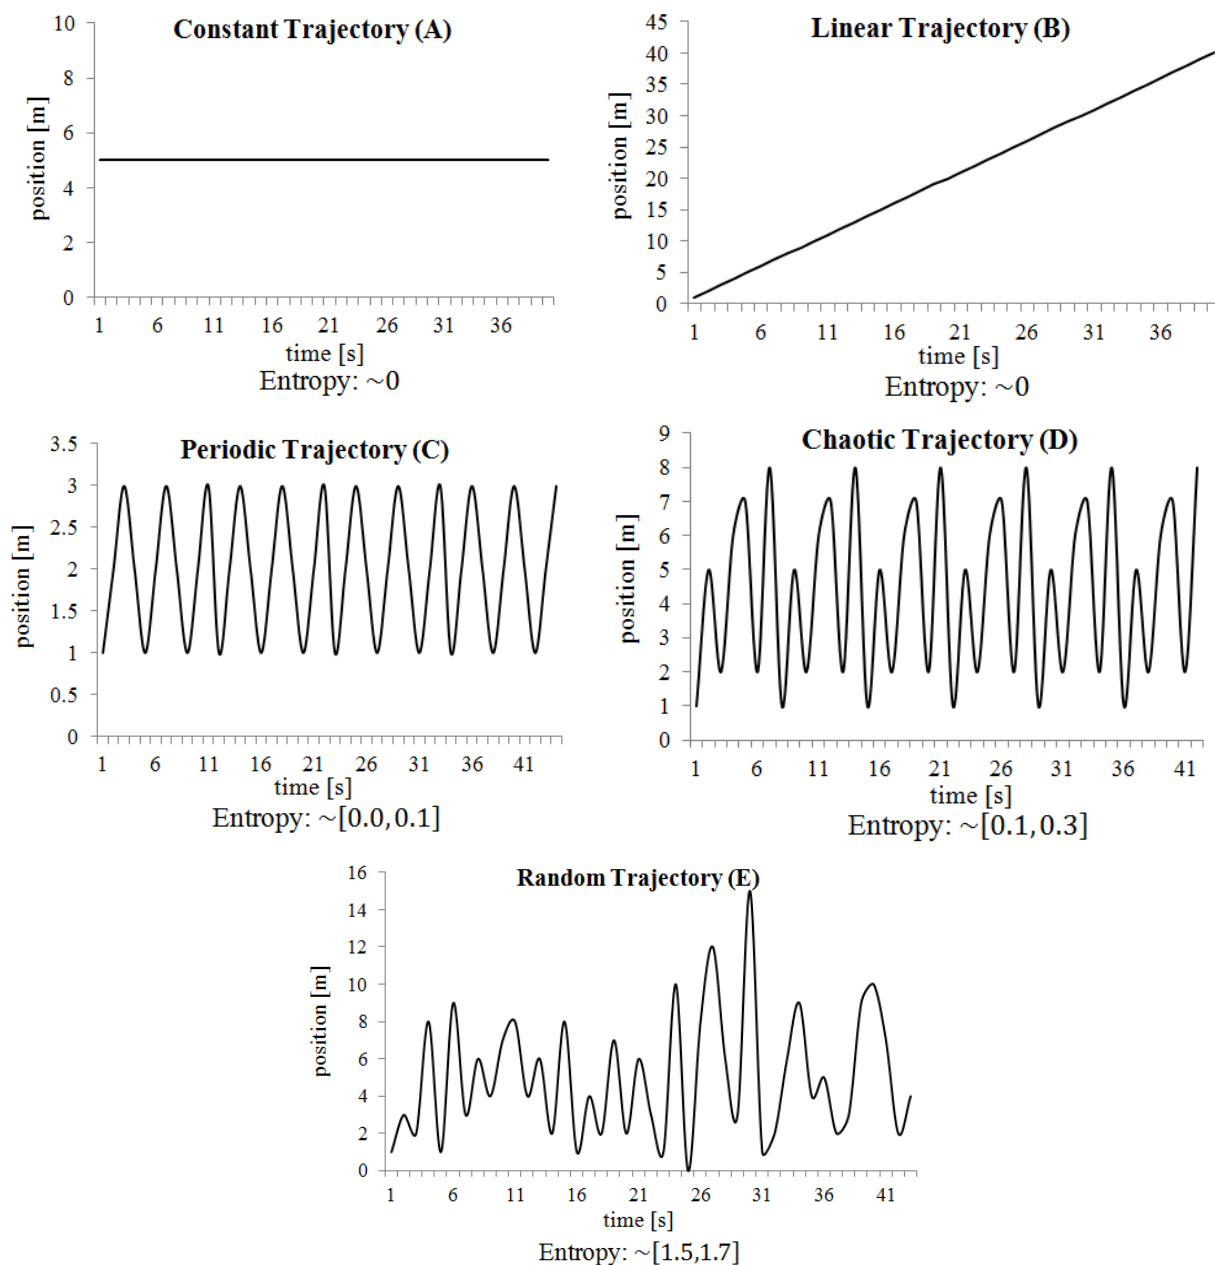 Constant Trajectory (A)
10
8
6
4
2
0
position [m]
1 6 11 16 21 26 31 36
time [s]
Entropy: ~0
Linear Trajectory (B)
45
40
35
30
25
20
15
10
5
0
position [m]
1 6 11 16 21 26 31 36
time [s]
Entropy: ~0
Periodic Trajectory (C)
3.5
3
2.5
2
1.5
1
0.5
0
position [m]
1 6 11 16 21 26 31 36 41
time [s]
Entropy: ~[0.0, 0.1]
Chaotic Trajectory (D)
9
8
7
6
5
4
3
2
1
0
position [m]
1 6 11 16 21 26 31 36 41
time [s]
Entropy: ~[0.1, 0.3]
Random Trajectory (E)
16
14
12
10
8
6
4
2
0
position [m]
1 6 11 16 21 26 31 36 41
time [s]
Entropy: ~[1.5,1.7]